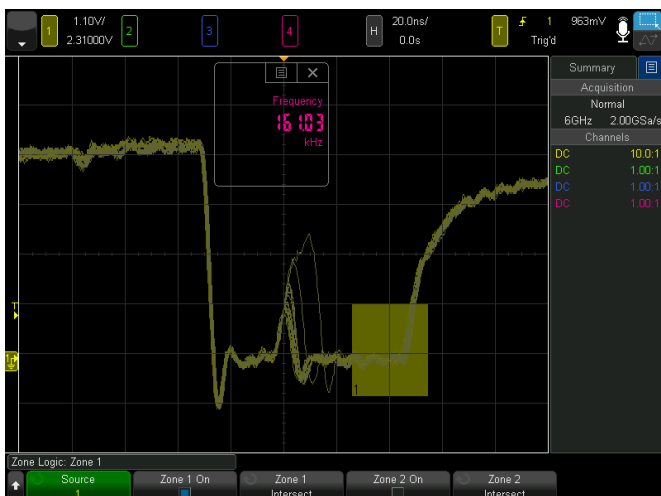 1 1.10V/ 2 3 4 H 20.0ns/ T 1 963mV
2.31000V 0.0s Trig'd
Summary
Acquisition
Normal
6GHz 2.00GSa/s
Channels
DC 10.0:1
DC 1.00:1
DC 1.00:1
DC 1.00:1
Frequency
161.03
kHz
T
1
1
Zone Logic: Zone 1
Source Zone 1 On Zone 1 Zone 2 On Zone 2
1 Intersect Intersect